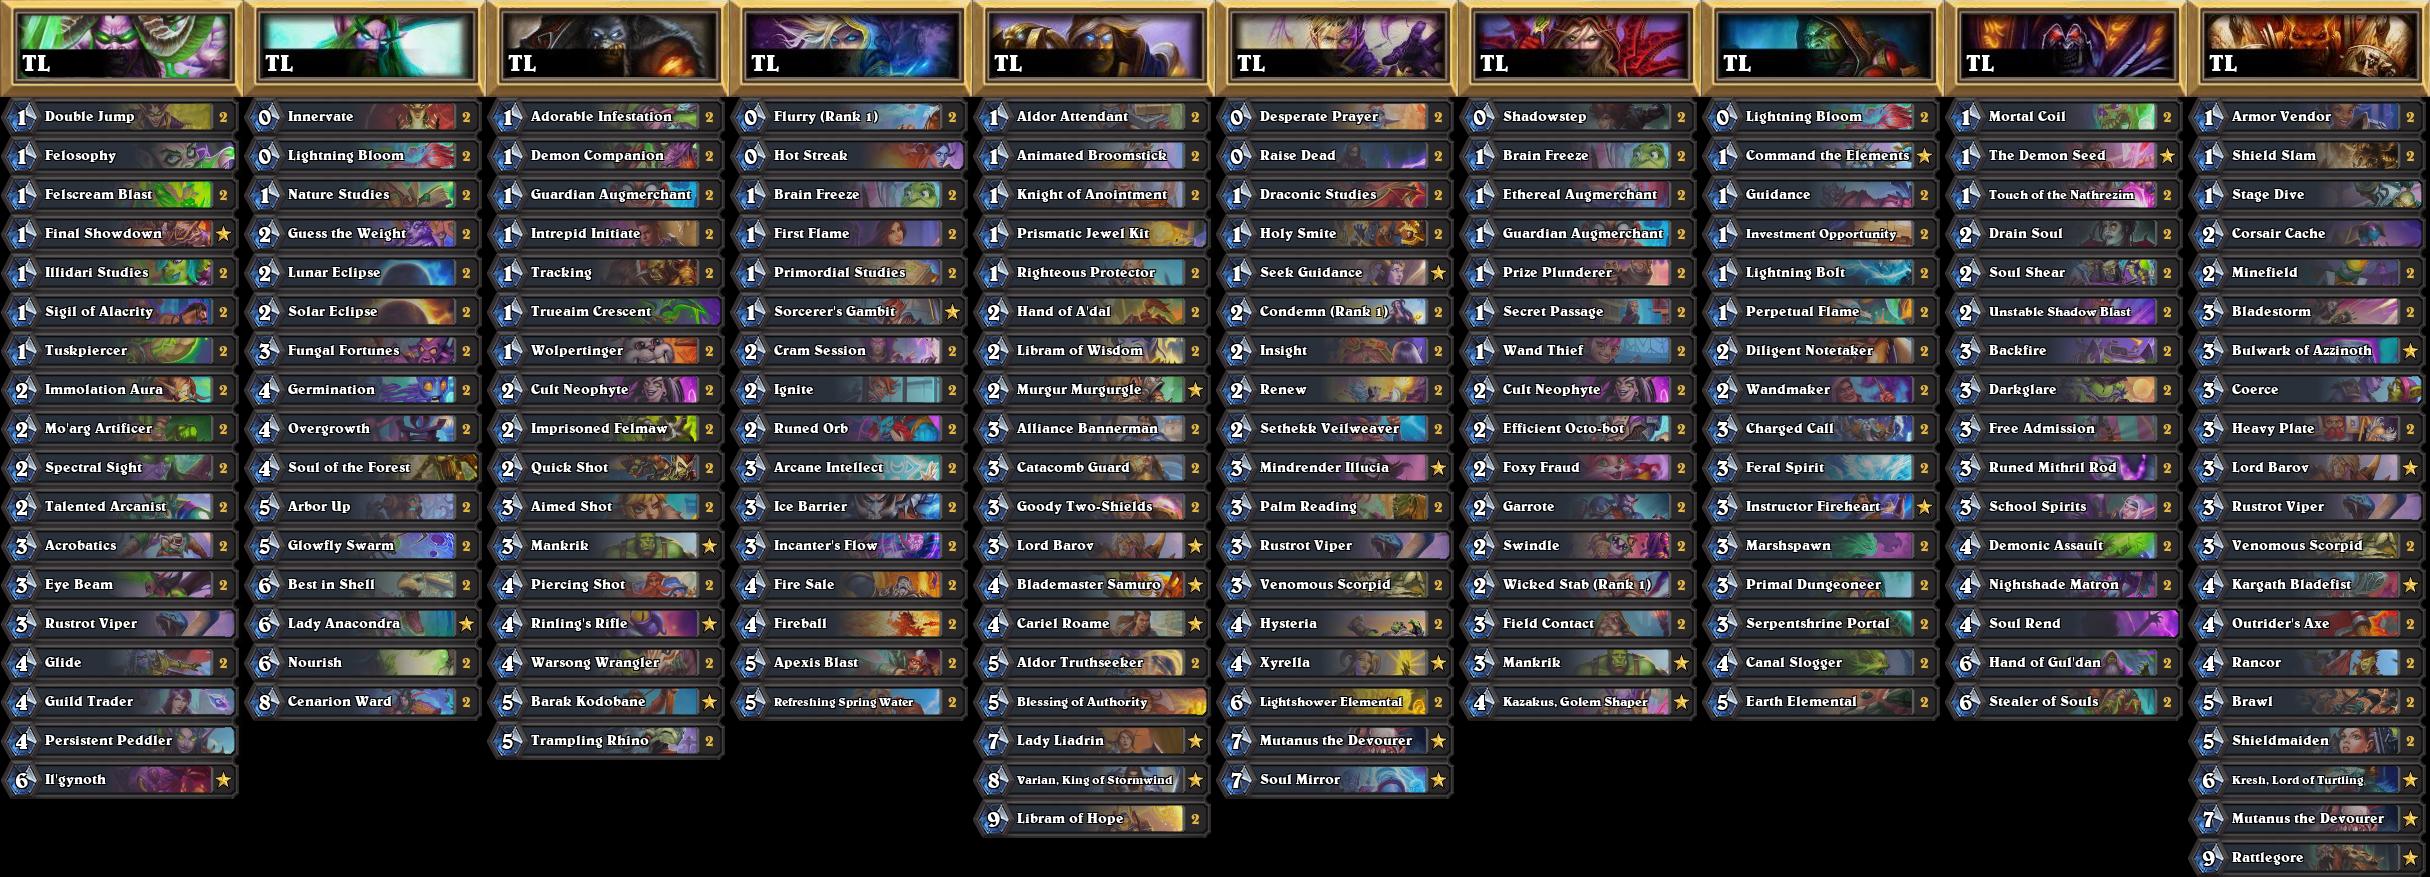 TL
1 Double Jump 2
1 Felosophy
1 Felscream Blast 2
1 Final Showdown
1 Illidari Studies 2
1 Sigil of Alacrity 2
1 Tuskpiercer 2
2 Immolation Aura 2
2 Mo'arg Artificer 2
2 Spectral Sight 2
2 Talented Arcanist 2
3 Acrobatics 2
3 Eye Beam 2
3 Rustrot Viper
4 Glide 2
4 Guild Trader
4 Persistent Peddler
6 Il'gynoth
TL
0 Innervate 2
0 Lightning Bloom 2
1 Nature Studies 2
2 Guess the Weight 2
2 Lunar Eclipse 2
2 Solar Eclipse 2
3 Fungal Fortunes 2
4 Germination 2
4 Overgrowth 2
4 Soul of the Forest
5 Arbor Up 2
5 Glowfly Swarm 2
6 Best in Shell 2
6 Lady Anacondra
6 Nourish 2
8 Cenarion Ward 2
TL
1 Adorable Infestation 2
1 Demon Companion 2
1 Guardian Augmerchant 2
1 Intrepid Initiate 2
1 Tracking 2
1 Trueaim Crescent
1 Wolpertinger 2
2 Cult Neophyte 2
2 Imprisoned Felmaw 2
2 Quick Shot 2
3 Aimed Shot 2
3 Mankrik
4 Piercing Shot 2
4 Rinling's Rifle
4 Warsong Wrangler 2
5 Barak Kodobane
5 Trampling Rhino 2
TL
0 Flurry (Rank 1) 2
0 Hot Streak
1 Brain Freeze 2
1 First Flame 2
1 Primordial Studies 2
1 Sorcerer's Gambit
2 Cram Session 2
2 Ignite 2
2 Runed Orb 2
3 Arcane Intellect 2
3 Ice Barrier 2
3 Incanter's Flow 2
4 Fire Sale 2
4 Fireball 2
5 Apexis Blast 2
5 Refreshing Spring Water 2
TL
1 Aldor Attendant 2
1 Animated Broomstick 2
1 Knight of Anointment 2
1 Prismatic Jewel Kit
1 Righteous Protector 2
2 Hand of A'dal 2
2 Libram of Wisdom 2
2 Murgur Murgurgle
3 Alliance Bannerman 2
3 Catacomb Guard 2
3 Goody Two-Shields 2
3 Lord Barov
4 Blademaster Samuro
4 Cariel Roame
5 Aldor Truthseeker 2
5 Blessing of Authority
7 Lady Liadrin
8 Varian, King of Stormwind
9 Libram of Hope 2
TL
0 Desperate Prayer 2
0 Raise Dead 2
1 Draconic Studies 2
1 Holy Smite 2
1 Seek Guidance
2 Condemn (Rank 1) 2
2 Insight 2
2 Renew 2
2 Sethekk Veilweaver 2
3 Mindrender Illucia
3 Palm Reading 2
3 Rustrot Viper
3 Venomous Scorpid 2
4 Hysteria 2
4 Xyrella
6 Lightshower Elemental 2
7 Mutanus the Devourer
7 Soul Mirror
TL
0 Shadowstep 2
1 Brain Freeze 2
1 Ethereal Augmerchant 2
1 Guardian Augmerchant 2
1 Prize Plunderer 2
1 Secret Passage 2
1 Wand Thief 2
2 Cult Neophyte 2
2 Efficient Octo-bot 2
2 Foxy Fraud 2
2 Garrote 2
2 Swindle 2
2 Wicked Stab (Rank 1) 2
3 Field Contact 2
3 Mankrik
4 Kazakus, Golem Shaper
TL
0 Lightning Bloom 2
1 Command the Elements
1 Guidance 2
1 Investment Opportunity 2
1 Lightning Bolt 2
1 Perpetual Flame 2
2 Diligent Notetaker 2
2 Wandmaker 2
3 Charged Call 2
3 Feral Spirit 2
3 Instructor Fireheart
3 Marshspawn 2
3 Primal Dungeoneer 2
3 Serpentshrine Portal 2
4 Canal Slogger 2
5 Earth Elemental 2
TL
1 Mortal Coil 2
1 The Demon Seed
1 Touch of the Nathrezim 2
2 Drain Soul 2
2 Soul Shear 2
2 Unstable Shadow Blast 2
3 Backfire 2
3 Darkglare 2
3 Free Admission 2
3 Runed Mithril Rod 2
3 School Spirits 2
4 Demonic Assault 2
4 Nightshade Matron 2
4 Soul Rend
6 Hand of Gul'dan 2
6 Stealer of Souls 2
TL
1 Armor Vendor 2
1 Shield Slam 2
1 Stage Dive
2 Corsair Cache
2 Minefield 2
3 Bladestorm 2
3 Bulwark of Azzinoth
3 Coerce
3 Heavy Plate 2
3 Lord Barov
3 Rustrot Viper
3 Venomous Scorpid 2
4 Kargath Bladefist
4 Outrider's Axe 2
4 Rancor 2
5 Brawl 2
5 Shieldmaiden 2
6 Kresh, Lord of Turtling
7 Mutanus the Devourer
9 Rattlegore